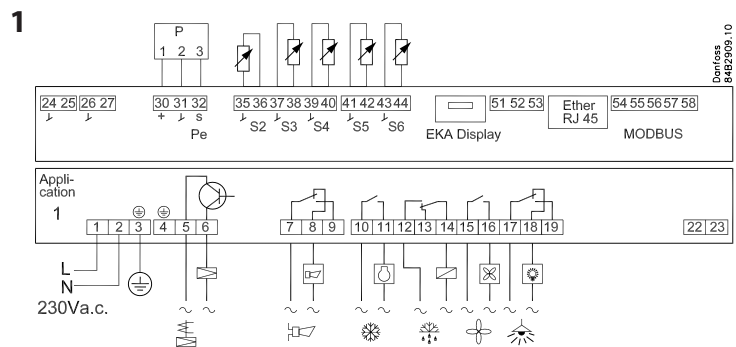 1
P
1 2 3
Danfoss
84B2909.10
24 25 26 27 30 31 32 35 36 37 38 39 40 41 42 43 44 51 52 53 54 55 56 57 58
+ s
Pe
S2 S3 S4 S5 S6
EKA Display
Ether
RJ 45
MODBUS
Appli-
cation
1
1 2 3 4 5 6 7 8 9 10 11 12 13 14 15 16 17 18 19 22 23
L
N
230Va.c.